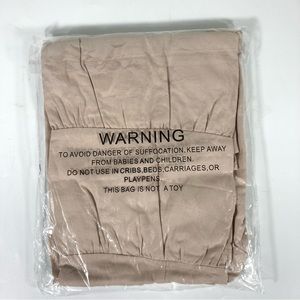 WARNING
TO AVOID DANGER OF SUFFOCATION, KEEP AWAY
FROM BABIES AND CHILDREN.
DO NOT USE IN CRIBS, BEDS, CARRIAGES, OR
PLAYPENS.
THIS BAG IS NOT A TOY